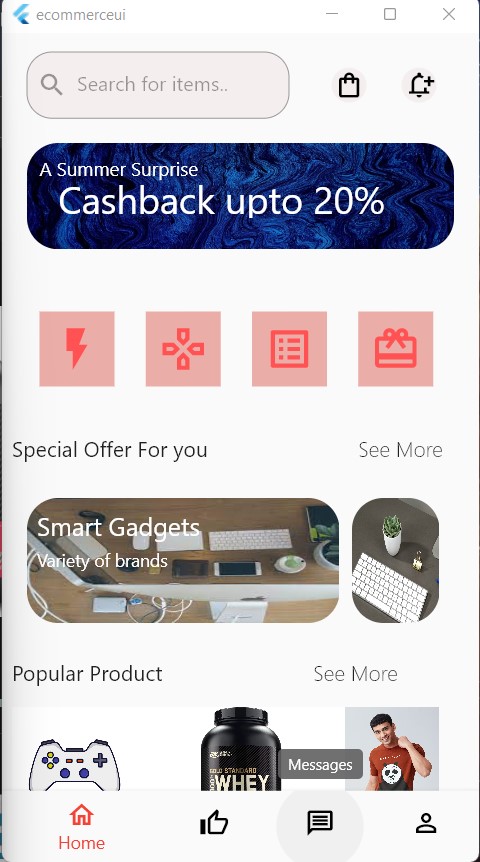 ecommerceui
Search for items..
A Summer Surprise
Cashback upto 20%
Special Offer For you See More
Smart Gadgets
Variety of brands
Popular Product See More
GOLD STANDARD
WHEY
Messages
Home